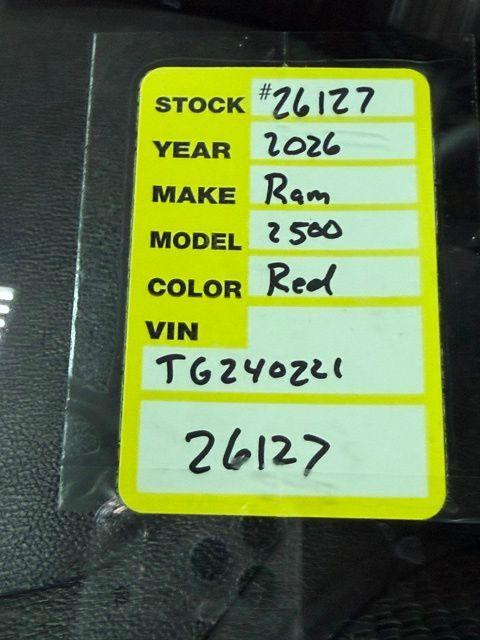 STOCK #26127
YEAR 2026
MAKE Ram
MODEL 2500
COLOR Red
VIN
TG240221
26127